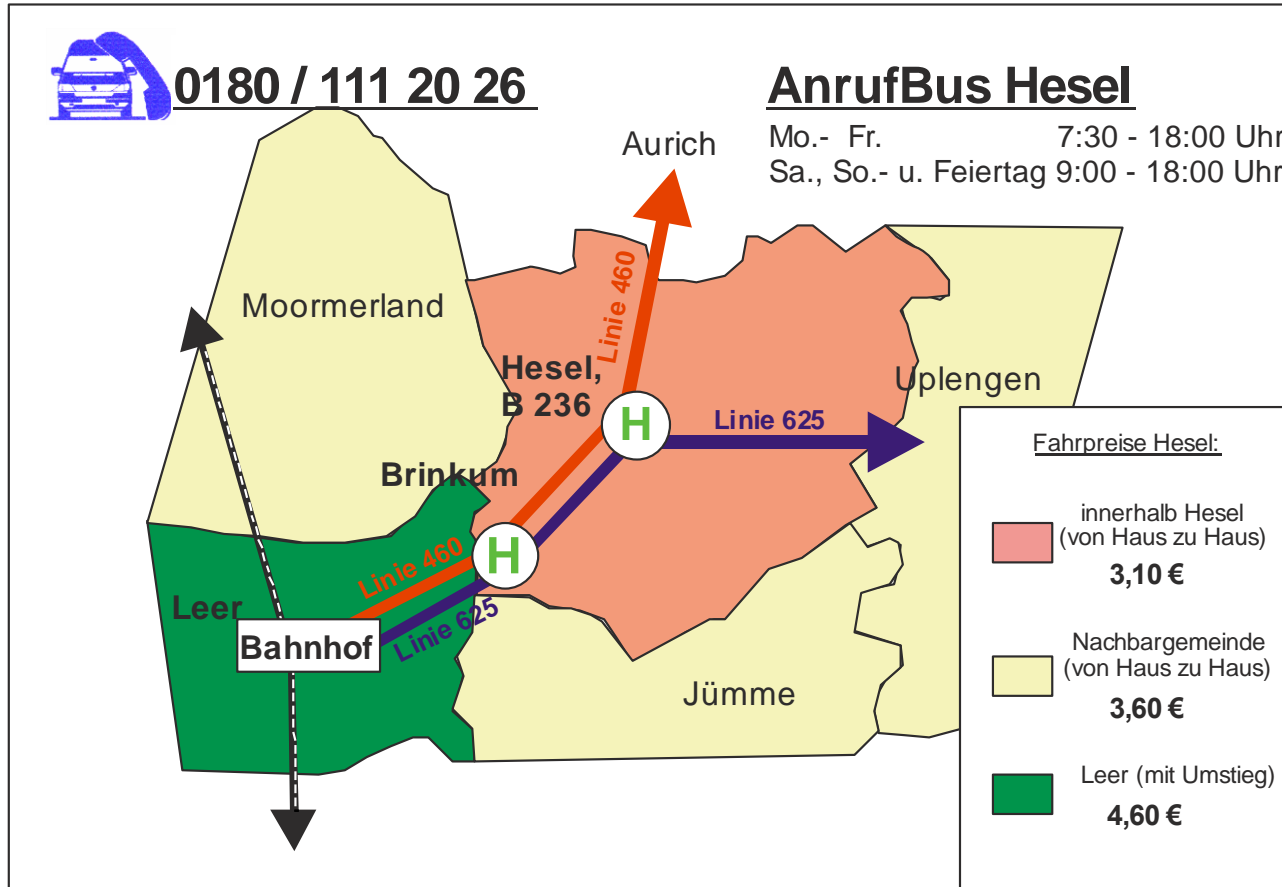 0180 / 111 20 26
AnrufBus Hesel
Mo.- Fr. 7:30 - 18:00 Uhr
Sa., So.- u. Feiertag 9:00 - 18:00 Uhr
Aurich
Linie 460
Moormerland
Hesel,
B 236
H
Linie 625
Uplengen
Brinkum
H
Linie 460
Linie 625
Leer
Bahnhof
Jümme
Fahrpreise Hesel:
innerhalb Hesel
(von Haus zu Haus)
3,10 €
Nachbargemeinde
(von Haus zu Haus)
3,60 €
Leer (mit Umstieg)
4,60 €